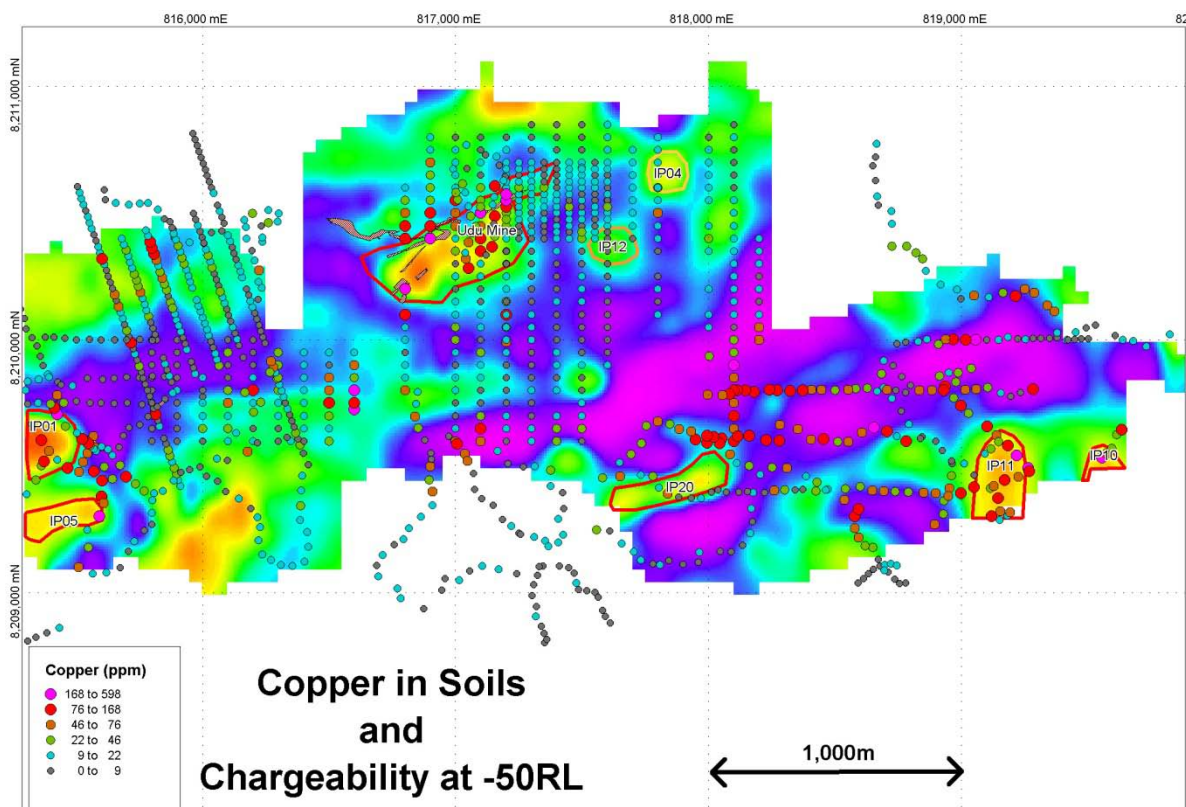 816,000 mE
817,000 mE
818,000 mE
819,000 mE
82
8,211,000 mN
8,210,000 mN
8,209,000 mN
IP04
Udu Mine
IP12
IP01
IP11
IP10
IP20
IP05
Copper (ppm)
168 to 598
76 to 168
46 to 76
22 to 46
9 to 22
0 to 9
Copper in Soils
and
Chargeability at -50RL
1,000m